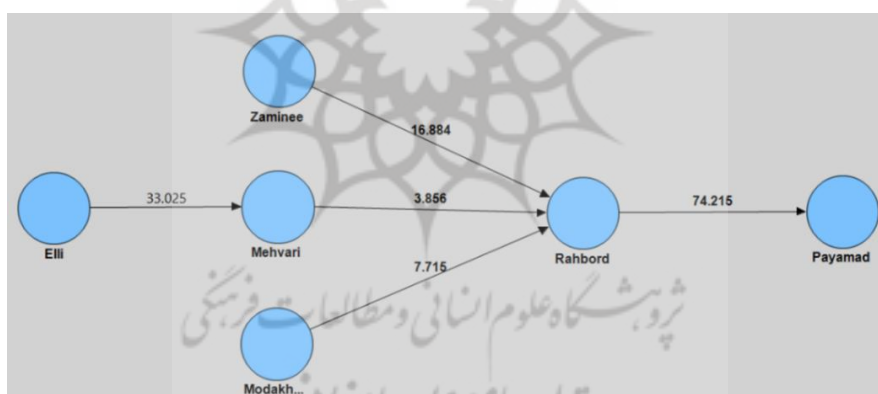 Zaminee
16.884
33.025
3.856
74.215
Elli
Mehvari
Rahbord
Payamad
7.715
پژوهشگاه علوم انسانی و مطالعات فرهنگی
Modakh...